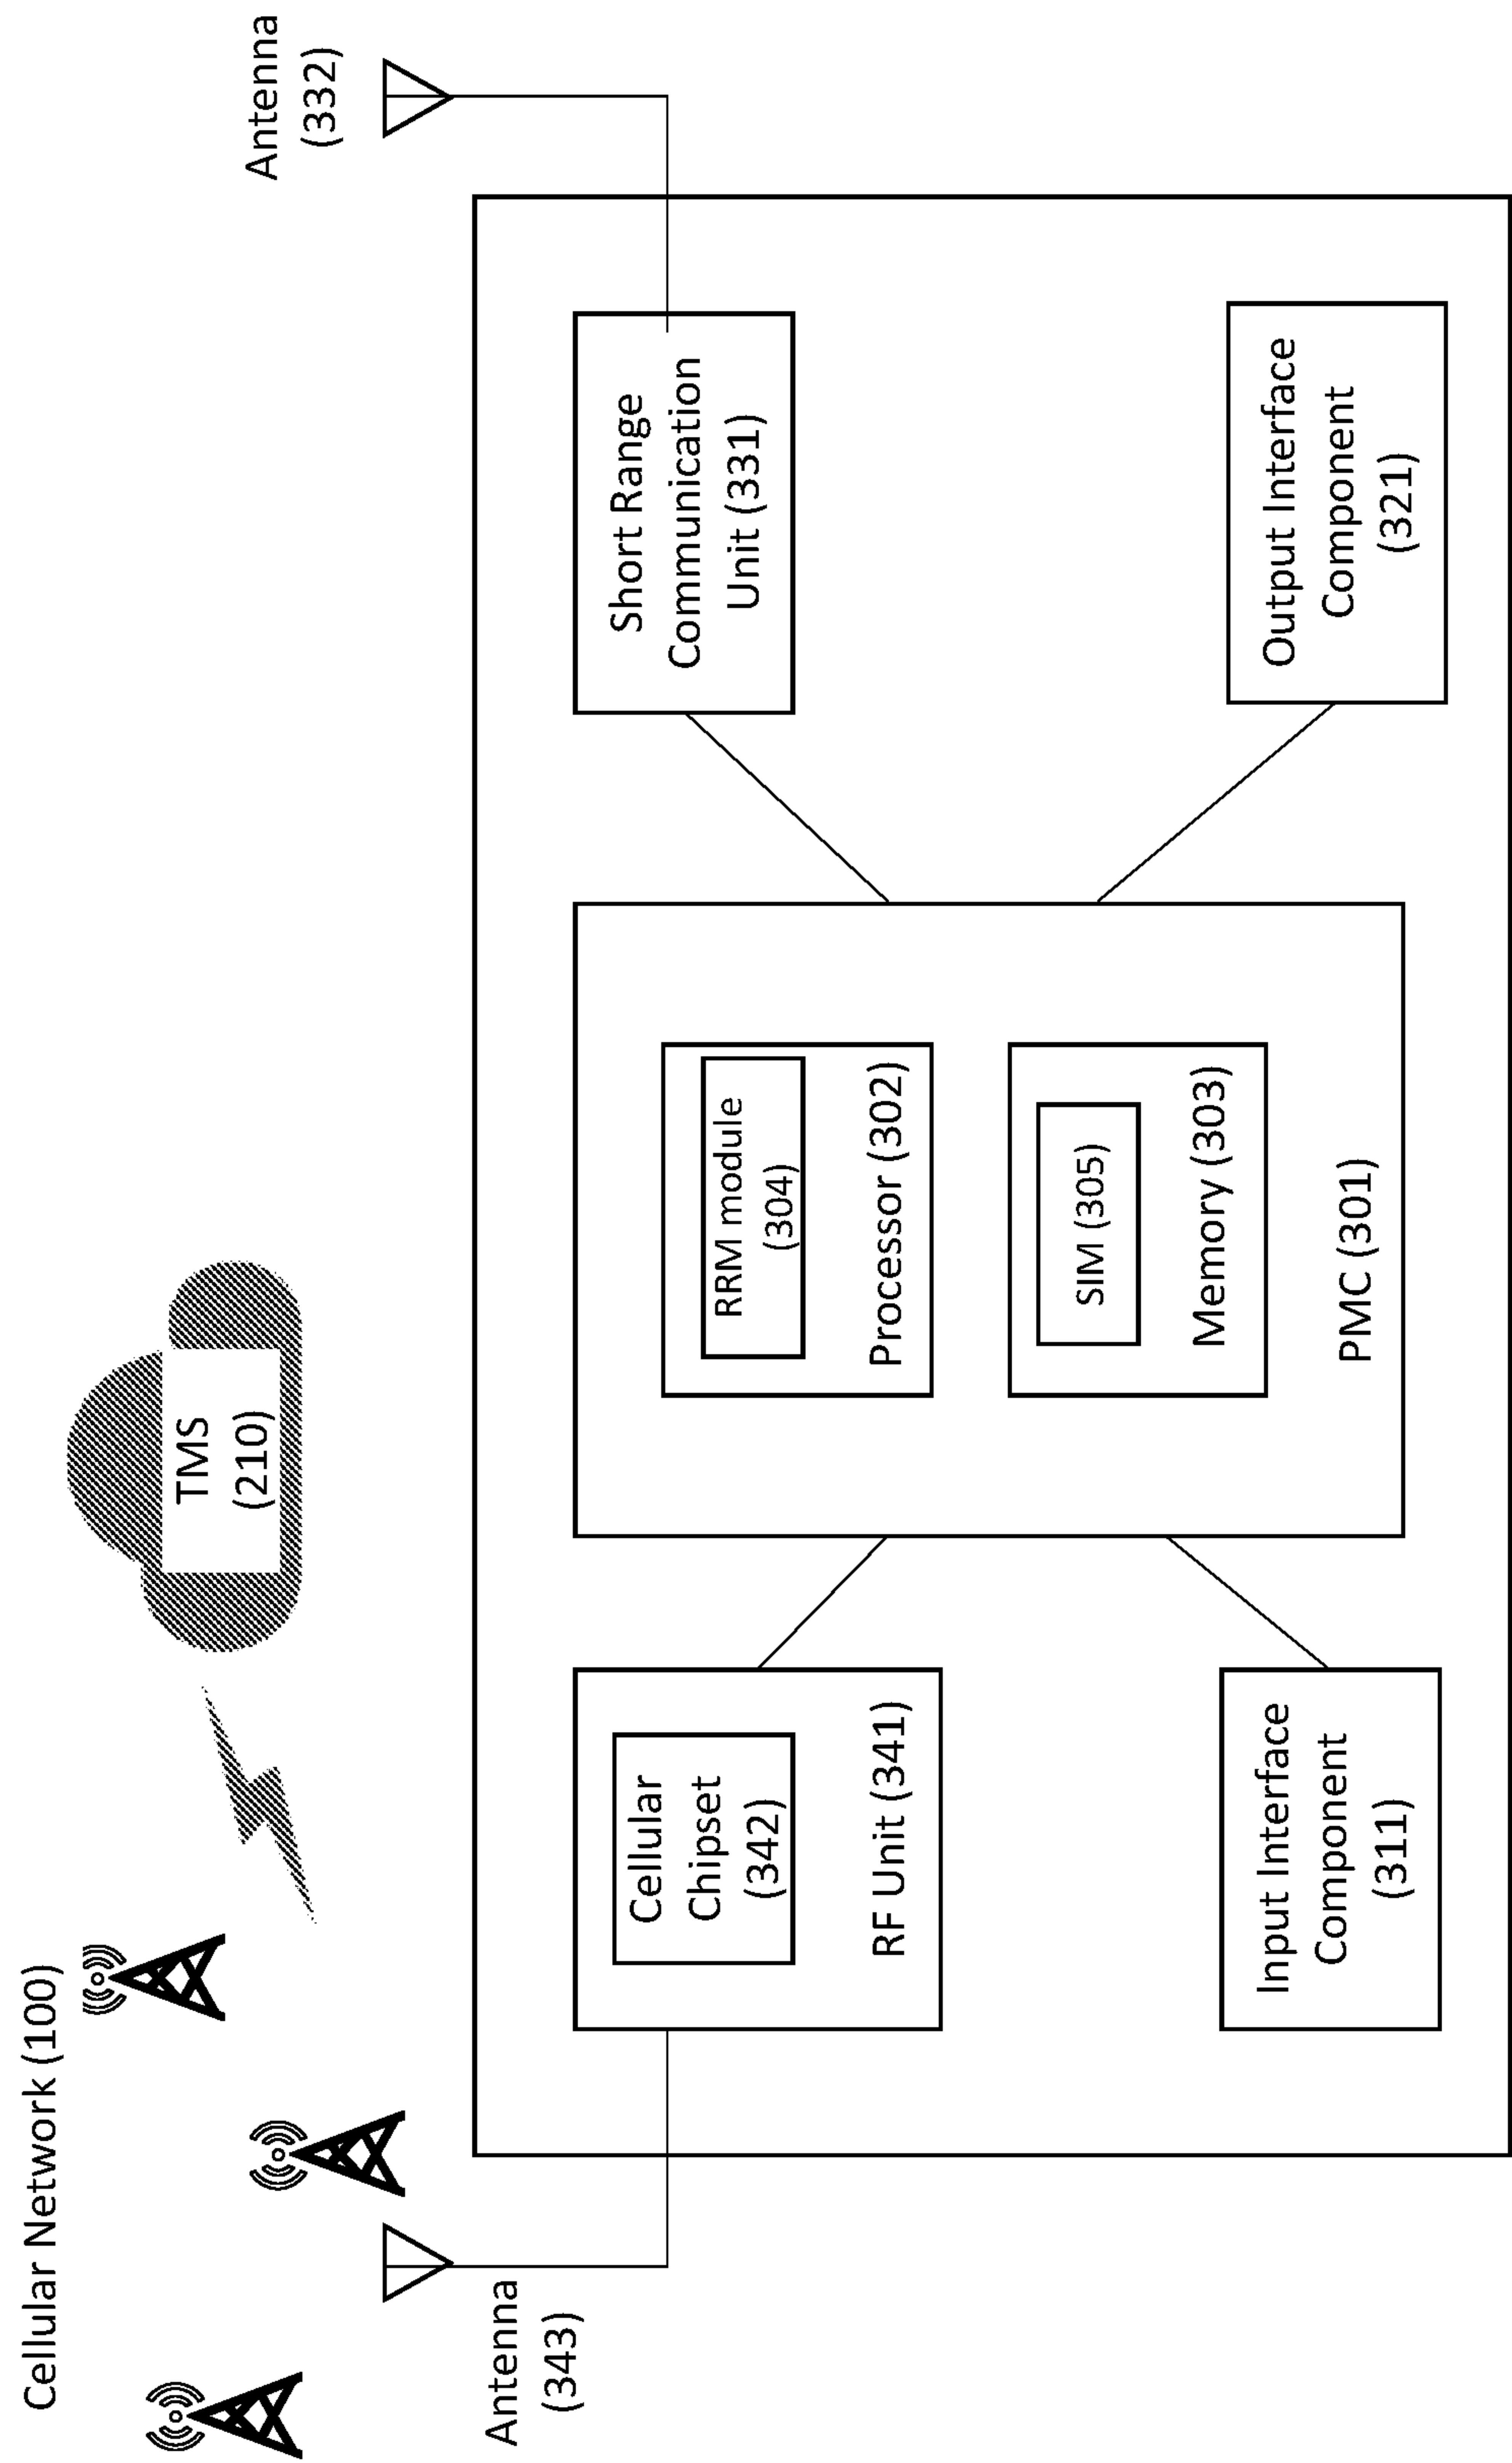 Cellular Network (100)
TMS
(210)
Antenna
(332)
Antenna
(343)
Cellular
Chipset
(342)
RF Unit (341)
RRM module
(304)
Processor (302)
SIM (305)
Memory (303)
PMC (301)
Short Range
Communication
Unit (331)
Input Interface
Component
(311)
Output Interface
Component
(321)